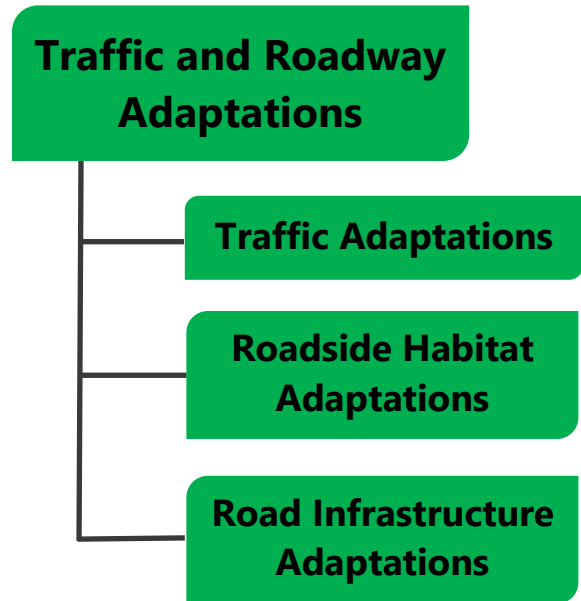 Traffic and Roadway
Adaptations
Traffic Adaptations
Roadside Habitat
Adaptations
Road Infrastructure
Adaptations